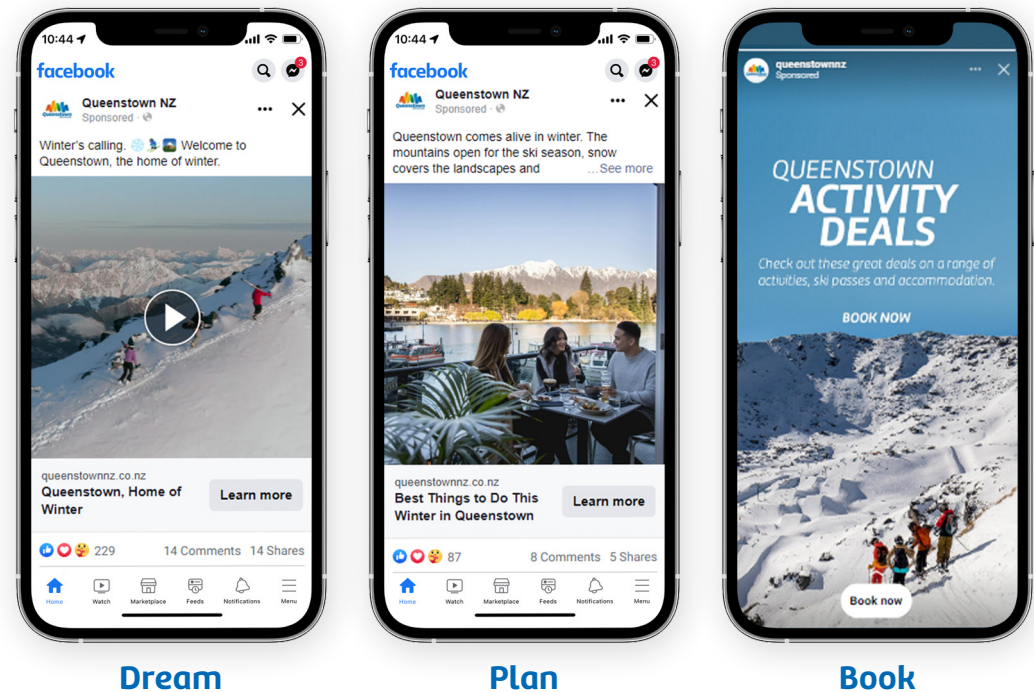 10:44
facebook
3
Queenstown NZ
Sponsored ·
Winter's calling. ❄️🏂🏔️ Welcome to
Queenstown, the home of winter.
queenstownnz.co.nz
Queenstown, Home of
Winter
Learn more
229
14 Comments 14 Shares
Home Watch Marketplace Feeds Notifications Menu
Dream
10:44
facebook
3
Queenstown NZ
Sponsored ·
Queenstown comes alive in winter. The
mountains open for the ski season, snow
covers the landscapes and ...See more
queenstownnz.co.nz
Best Things to Do This
Winter in Queenstown
Learn more
87
8 Comments 5 Shares
Home Watch Marketplace Feeds Notifications Menu
Plan
queenstownnz
Sponsored
QUEENSTOWN
ACTIVITY
DEALS
Check out these great deals on a range of
activities, ski passes and accommodation.
BOOK NOW
Book now
Book